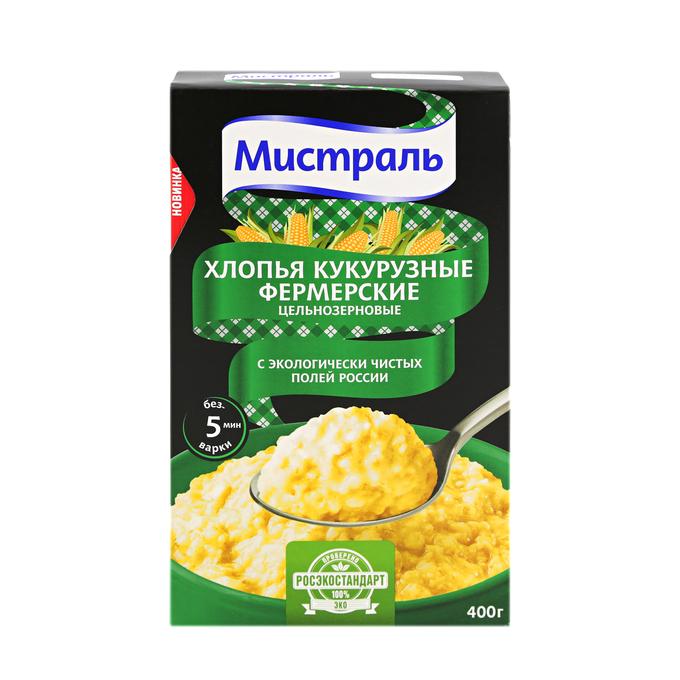 Мистраль
Мистраль
НОВИНКА
ХЛОПЬЯ КУКУРУЗНЫЕ
ФЕРМЕРСКИЕ
ЦЕЛЬНОЗЕРНОВЫЕ
С ЭКОЛОГИЧЕСКИ ЧИСТЫХ
ПОЛЕЙ РОССИИ
без
5 мин
варки
ПРОВЕРЕНО
РОСЭКОСТАНДАРТ
100%
ЭКО
400г